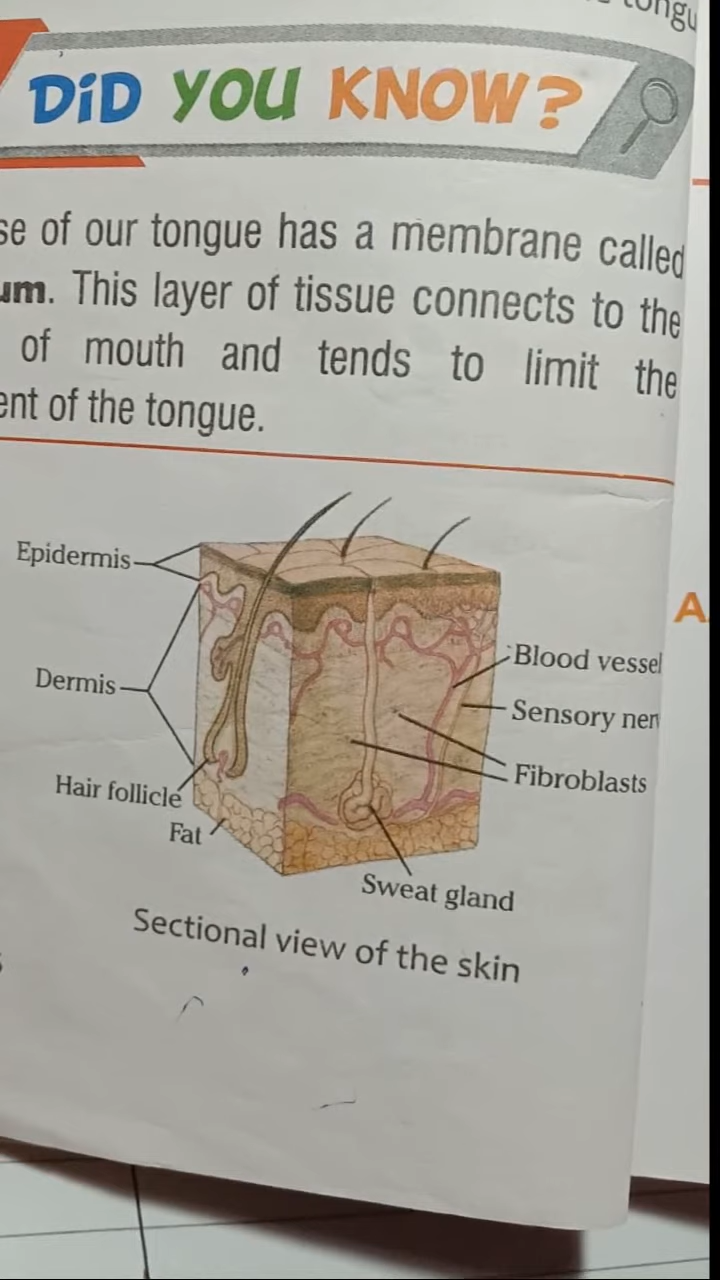 DiD YOU KNOW?
se of our tongue has a membrane called
um. This layer of tissue connects to the
of mouth and tends to limit the
ent of the tongue.
Epidermis
Dermis
Hair follicle
Fat
Blood vessel
Sensory ner
Fibroblasts
Sweat gland
Sectional view of the skin
A